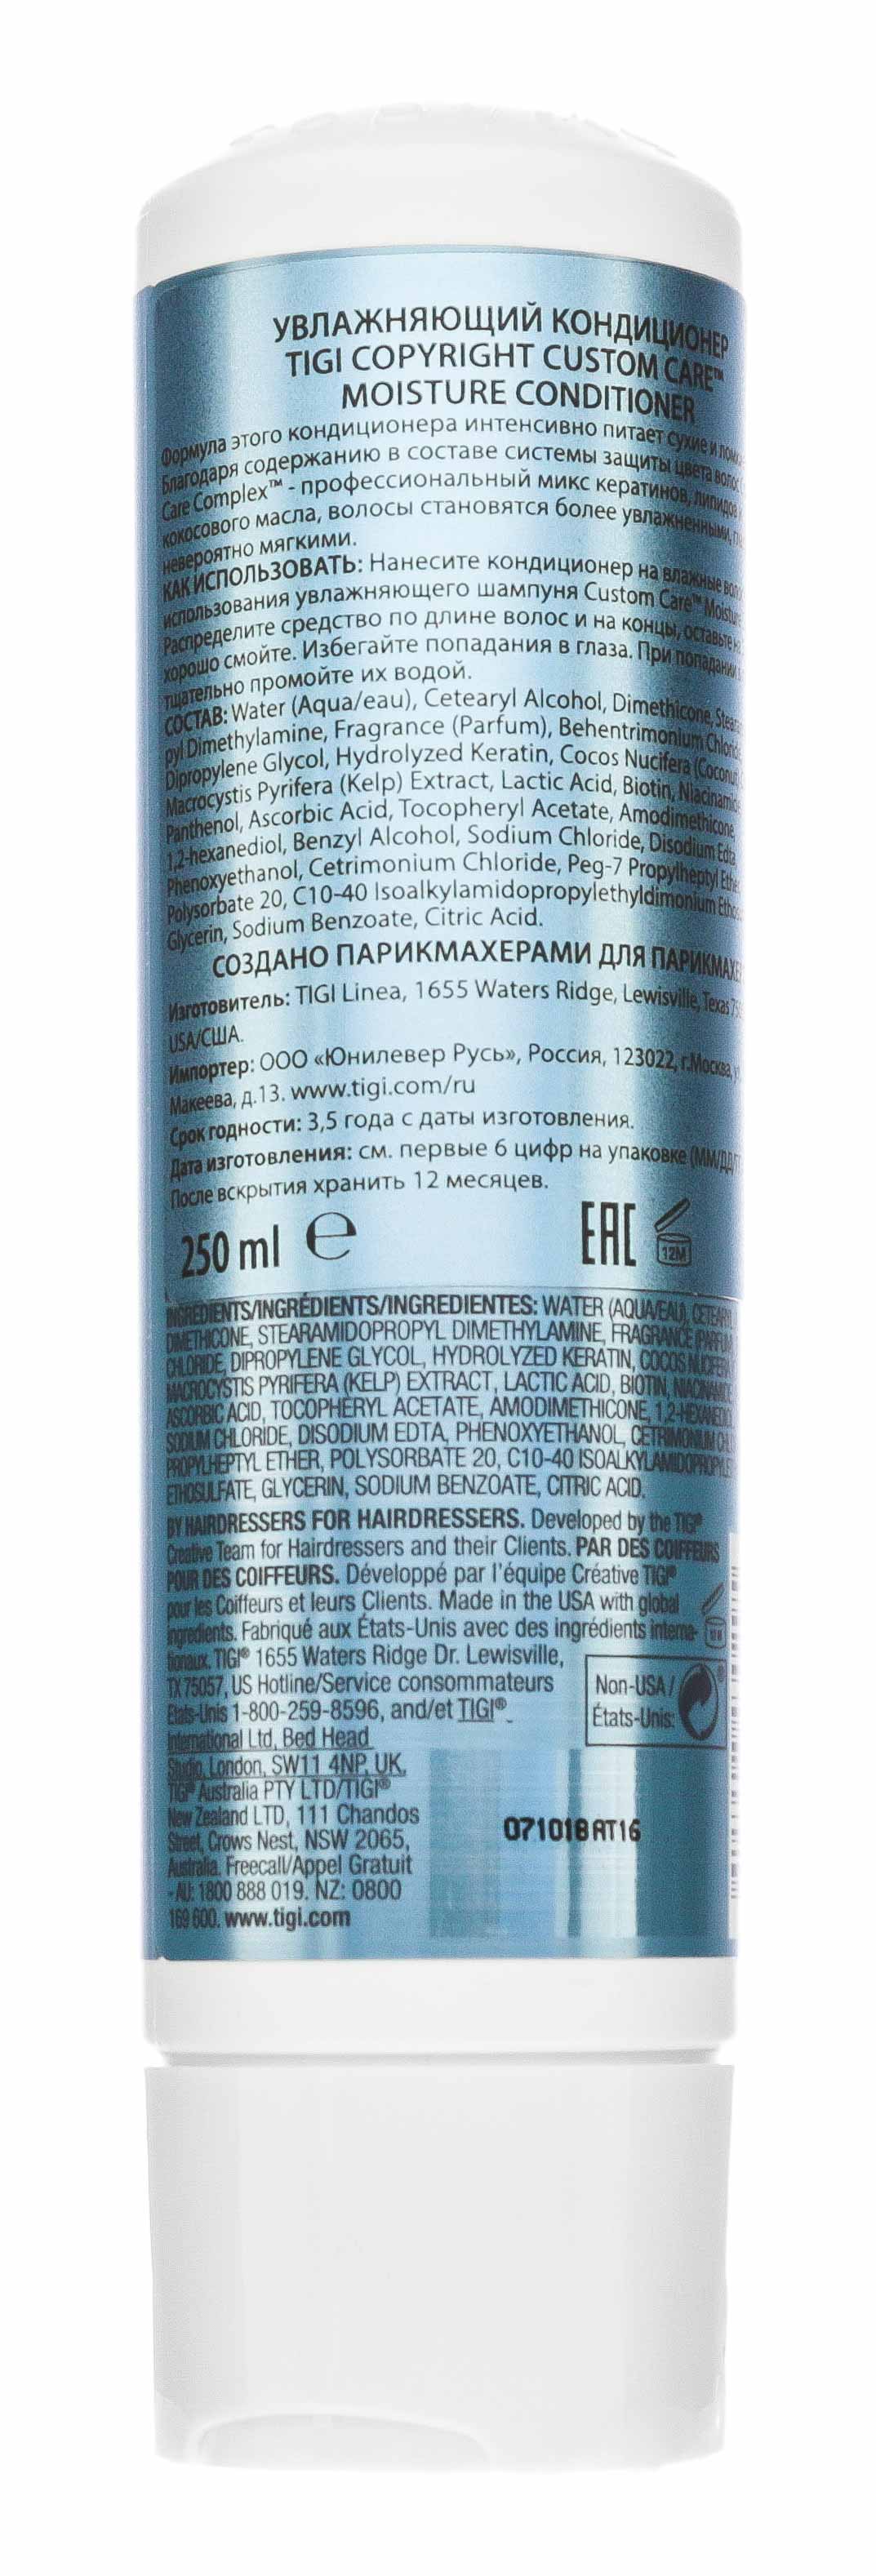 УВЛАЖНЯЮЩИЙ КОНДИЦИОНЕР
TIGI COPYRIGHT CUSTOM CARE™
MOISTURE CONDITIONER
Формула этого кондиционера интенсивно питает сухие и
Благодаря содержанию в составе системы защиты цвета волос
Care Complex™ - профессиональный микс кератинов, липидов
кокосового масла, волосы становятся более увлажненными,
невероятно мягкими.
КАК ИСПОЛЬЗОВАТЬ: Нанесите кондиционер на влажные
использования увлажняющего шампуня Custom Care™
Распределите средство по длине волос и на концы, оставьте на
хорошо смойте. Избегайте попадания в глаза. При попадании
тщательно промойте их водой.
СОСТАВ: Water (Aqua/eau), Cetearyl Alcohol, Dimethicone,
pyl Dimethylamine, Fragrance (Parfum), Behentrimonium
Dipropylene Glycol, Hydrolyzed Keratin, Cocos Nucifera (Coconut)
Macrocystis Pyrifera (Kelp) Extract, Lactic Acid, Biotin,
Panthenol, Ascorbic Acid, Tocopheryl Acetate, Amodimethicone,
1,2-hexanediol, Benzyl Alcohol, Sodium Chloride, Disodium Edta,
Phenoxyethanol, Cetrimonium Chloride, Peg-7 Propylheptyl
Polysorbate 20, C10-40 Isoalkylamidopropylethyldimonium
Glycerin, Sodium Benzoate, Citric Acid.
СОЗДАНО ПАРИКМАХЕРАМИ ДЛЯ
Изготовитель: TIGI Linea, 1655 Waters Ridge, Lewisville, Texas
USA/США.
Импортер: ООО «Юнилевер Русь», Россия, 123022, г.Москва,
Макеева, д.13. www.tigi.com/ru
Срок годности: 3,5 года с даты изготовления.
Дата изготовления: см. первые 6 цифр на упаковке
После вскрытия хранить 12 месяцев.
250 ml e EAC 12M
INGREDIENTS/INGRÉDIENTS/INGREDIENTES: WATER (AQUA/EAU),
DIMETHICONE, STEARAMIDOPROPYL DIMETHYLAMINE, FRAGRANCE
CHLORIDE, DIPROPYLENE GLYCOL, HYDROLYZED KERATIN, COCOS NUCIFERA
MACROCYSTIS PYRIFERA (KELP) EXTRACT, LACTIC ACID, BIOTIN, NIACINAMIDE,
ASCORBIC ACID, TOCOPHERYL ACETATE, AMODIMETHICONE,
SODIUM CHLORIDE, DISODIUM EDTA, PHENOXYETHANOL, CETRIMONIUM
PROPYLHEPTYL ETHER, POLYSORBATE 20, C10-40
ETHOSULFATE, GLYCERIN, SODIUM BENZOATE, CITRIC ACID.
BY HAIRDRESSERS FOR HAIRDRESSERS. Developed by the TIGI®
Creative Team for Hairdressers and their Clients. PAR DES COIFFEURS
POUR DES COIFFEURS. Développé par l'équipe Créative TIGI®
pour les Coiffeurs et leurs Clients. Made in the USA with global
ingredients. Fabriqué aux États-Unis avec des ingrédients interna-
tionaux. TIGI® 1655 Waters Ridge Dr. Lewisville,
TX 75057, US Hotline/Service consommateurs
États-Unis 1-800-259-8596, and/et TIGI®
International Ltd, Bed Head
Studio, London, SW11 4NP, UK,
TIGI® Australia PTY LTD/TIGI®
New Zealand LTD, 111 Chandos
Street, Crows Nest, NSW 2065,
Australia. Freecall/Appel Gratuit
- AU: 1800 888 019. NZ: 0800
169 600. www.tigi.com
Non-USA/
États-Unis:
071018AT16